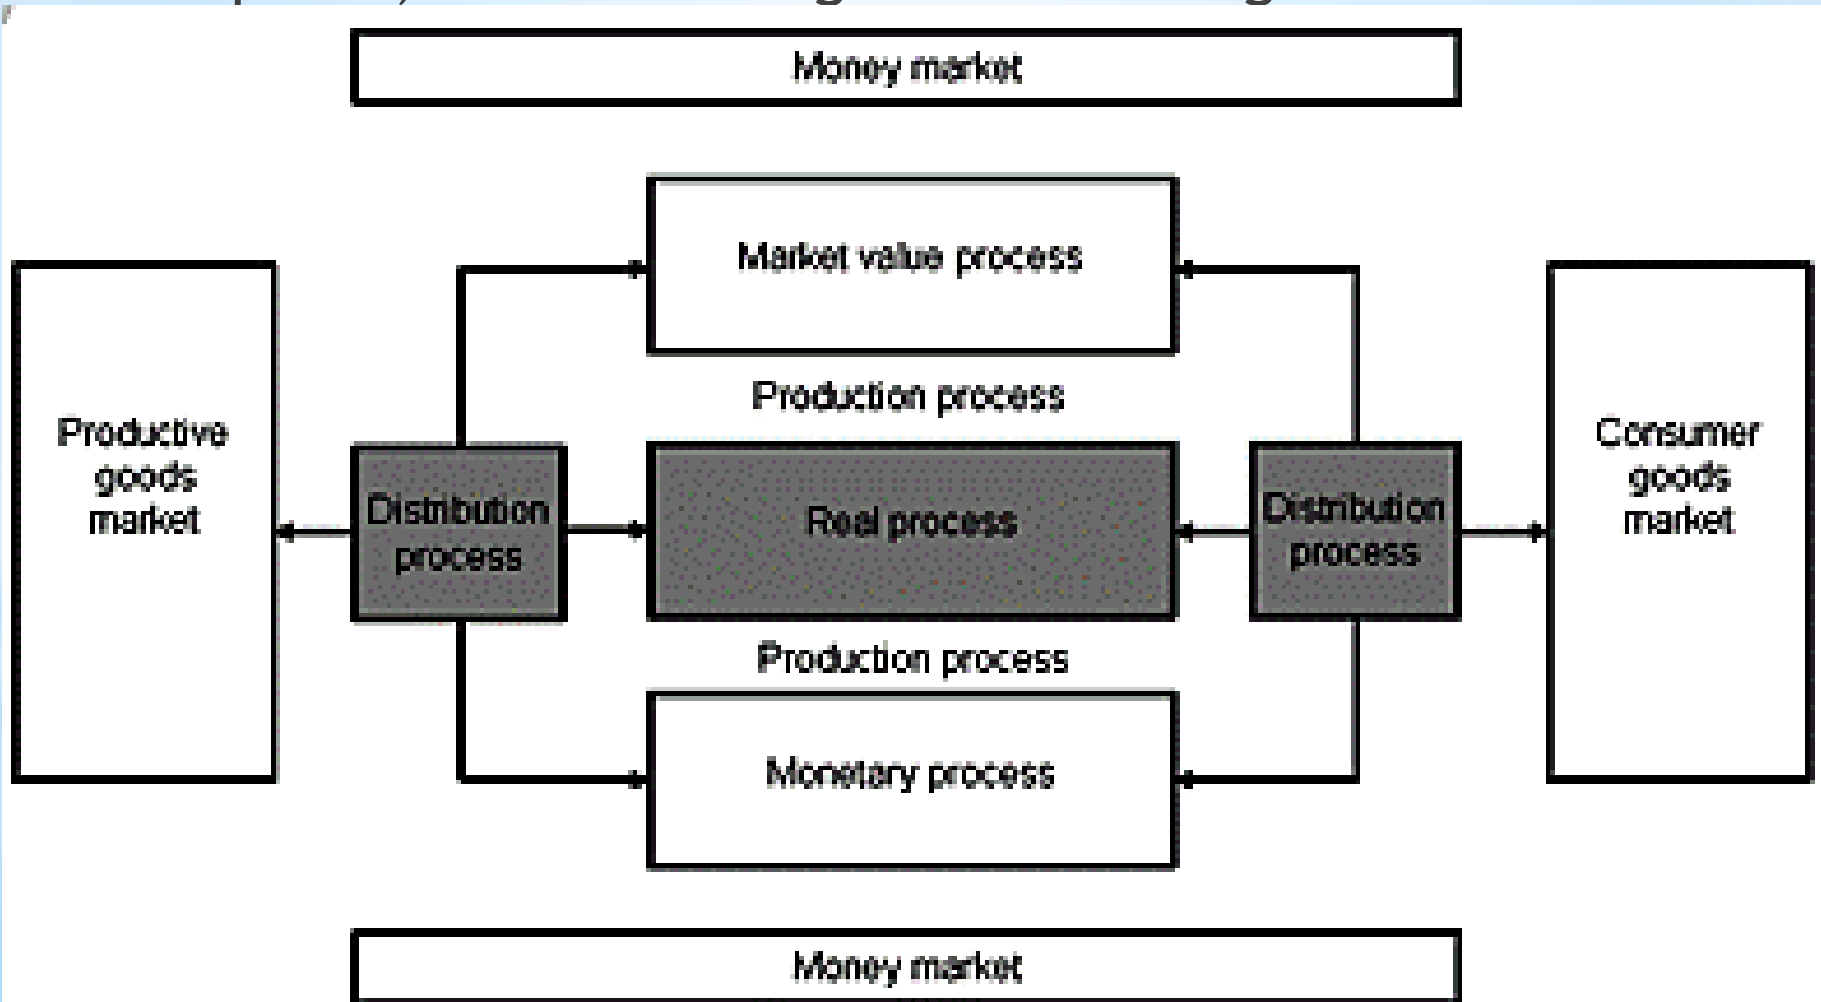 Money market
Market value process
Production process
Productive
goods
market
Distribution
process
Real process
Distribution
process
Consumer
goods
market
Production process
Monetary process
Money market